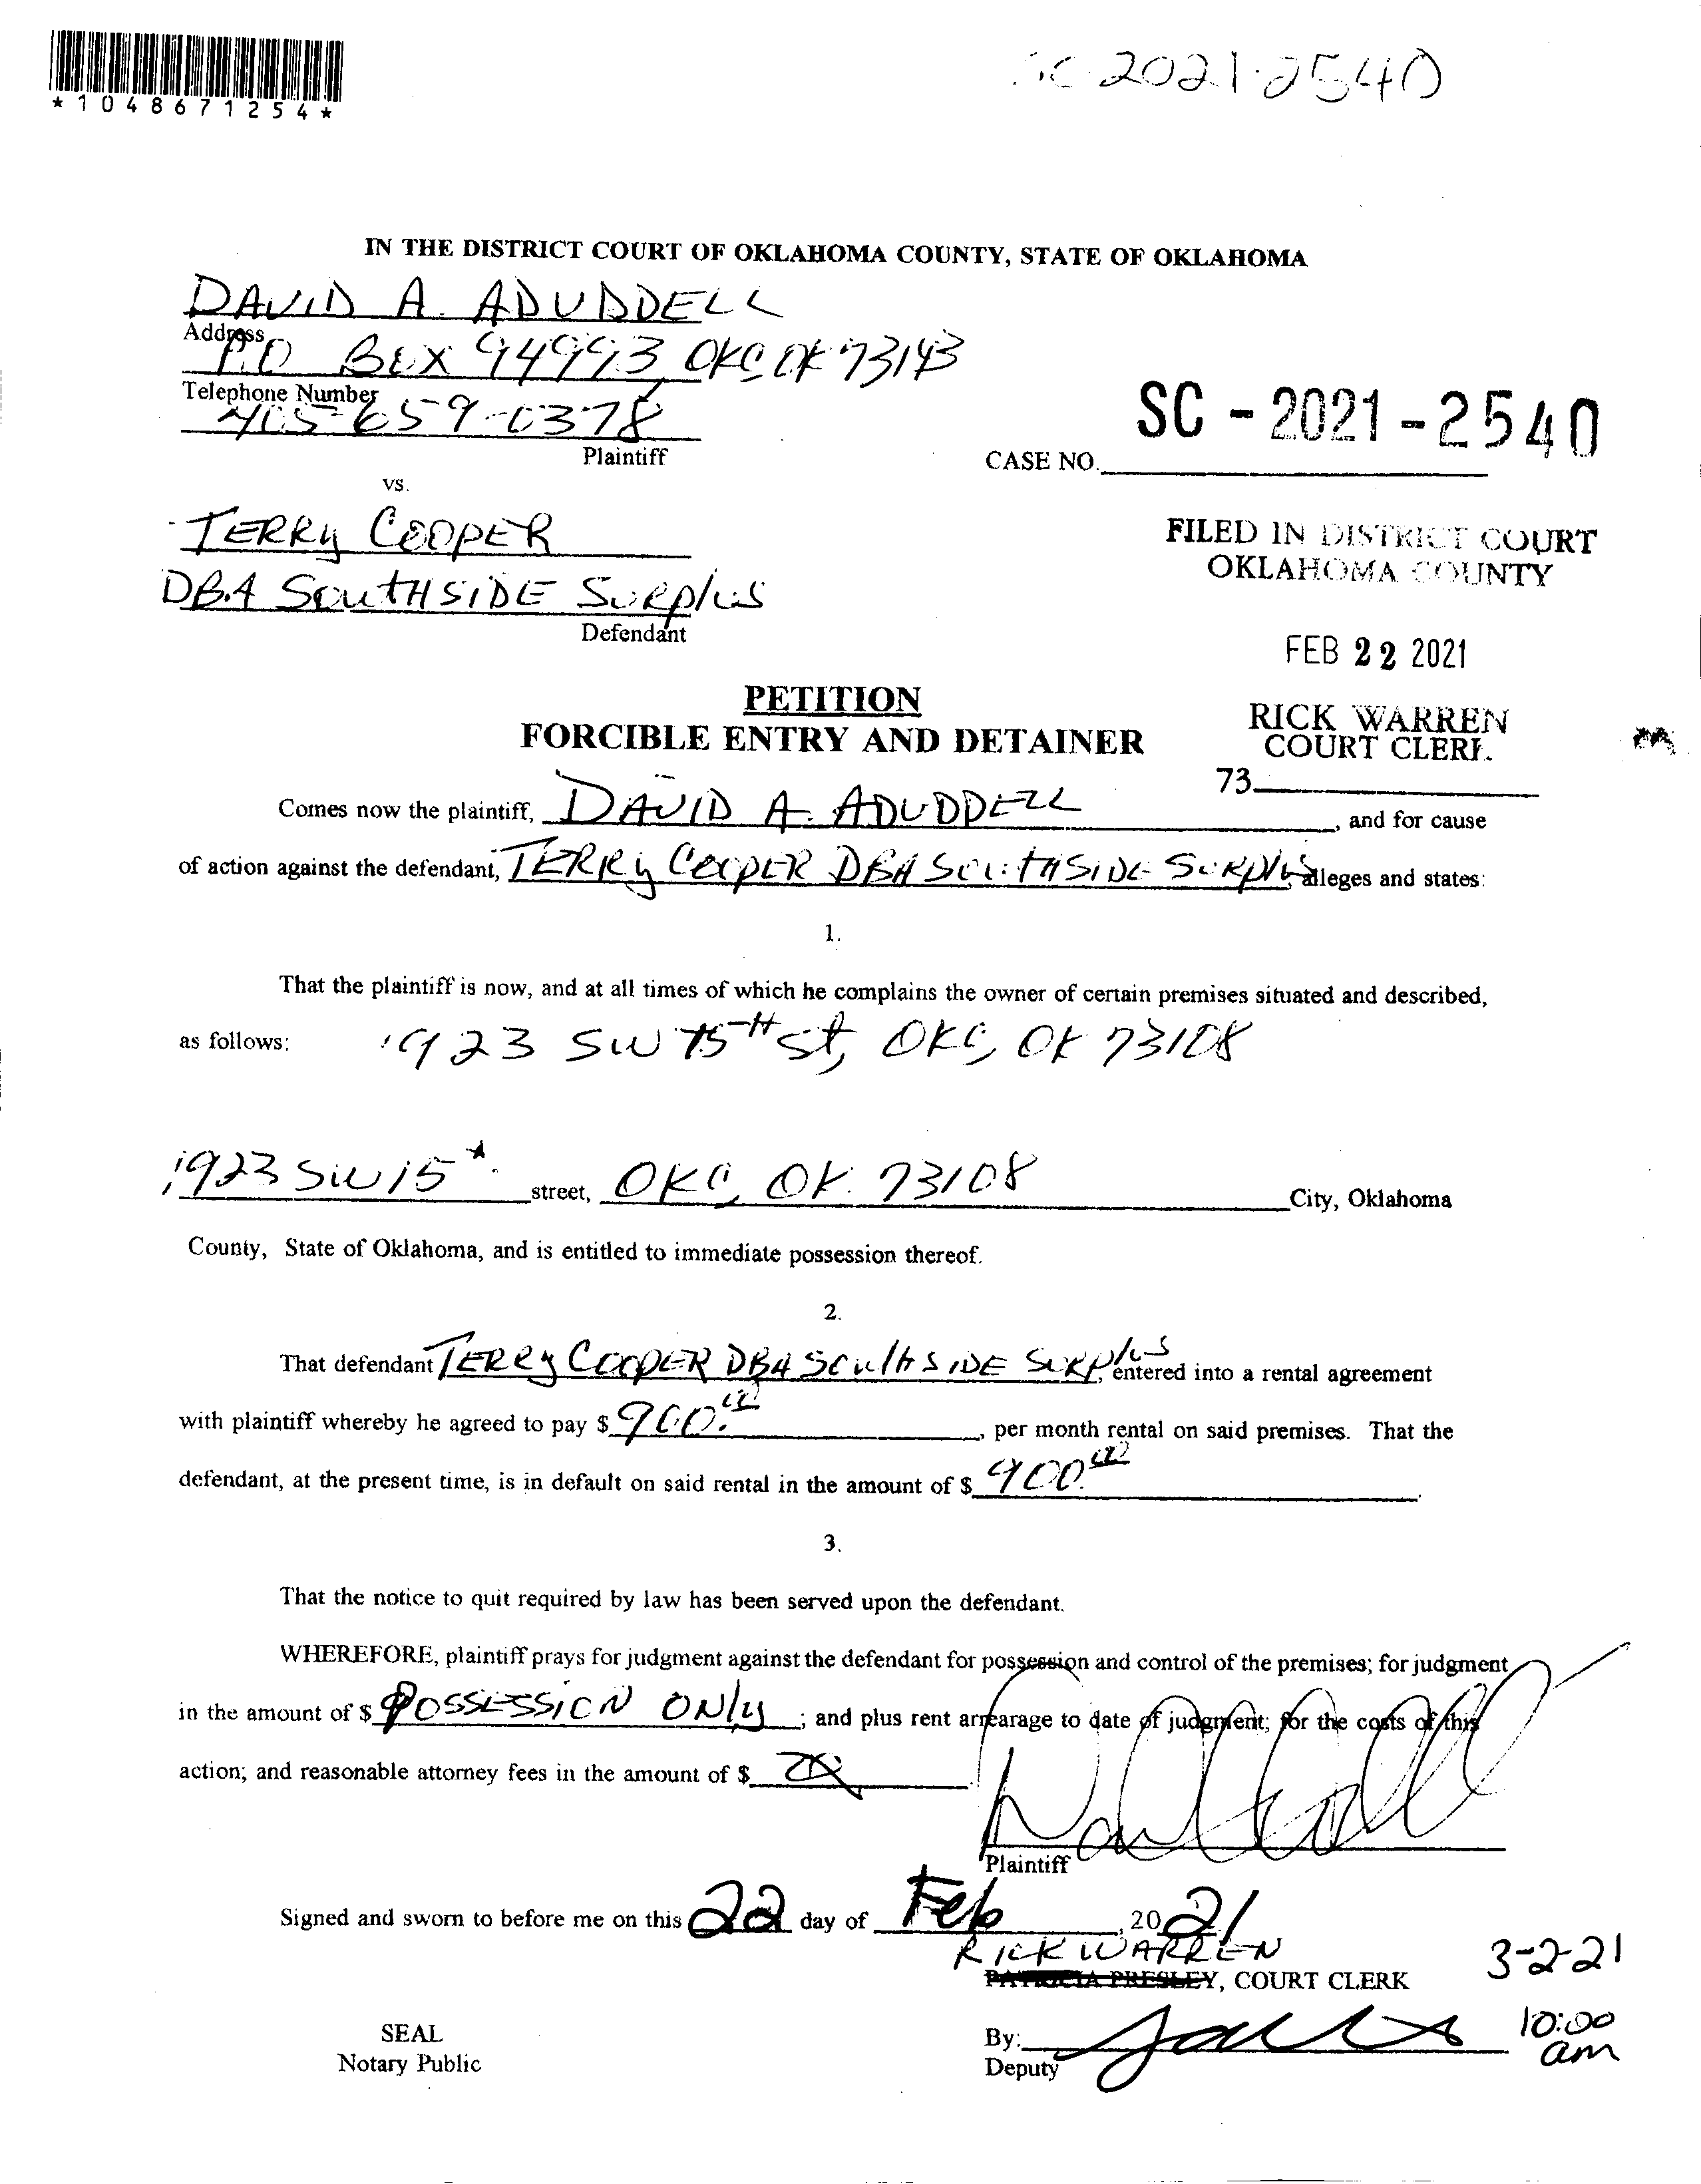 *1048671254*
SC 2021-2540
IN THE DISTRICT COURT OF OKLAHOMA COUNTY, STATE OF OKLAHOMA
DAVID A. ADUDDELL
Address
P.O BOX 94993, OKC OK 73143
Telephone Number
405-659-0378
Plaintiff
SC - 2021 - 2540
CASE NO.
vs.
TERRY COOPER
DBA SOUTHSIDE SURPlUS
Defendant
FILED IN DISTRICT COURT
OKLAHOMA COUNTY
FEB 22 2021
PETITION
FORCIBLE ENTRY AND DETAINER
RICK WARREN
COURT CLERK
73
Comes now the plaintiff, DAVID A. ADUDDELL, and for cause
of action against the defendant, TERRY COOPER DBA SOUTHSIDE SURPlUS, alleges and states:
1.
That the plaintiff is now, and at all times of which he complains the owner of certain premises situated and described,
as follows: 1923 SW 15TH St, OKC, OK 73108
1923 SW 15 street, OKC, OK. 73108 City, Oklahoma
County, State of Oklahoma, and is entitled to immediate possession thereof.
2.
That defendant TERRY COOPER DBA SOUTHSIDE SURPlUS, entered into a rental agreement
with plaintiff whereby he agreed to pay $ 900.00, per month rental on said premises. That the
defendant, at the present time, is in default on said rental in the amount of $ 900.00.
3.
That the notice to quit required by law has been served upon the defendant.
WHEREFORE, plaintiff prays for judgment against the defendant for possession and control of the premises; for judgment
in the amount of $ POSSESSION ONly; and plus rent arrearage to date of judgment; for the costs of this
action; and reasonable attorney fees in the amount of $
Plaintiff
Signed and sworn to before me on this 22 day of Feb, 2021
RICK WARREN
PATRICIA PRESLEY, COURT CLERK
3-2-21
10:00
am
SEAL
Notary Public
By:
Deputy